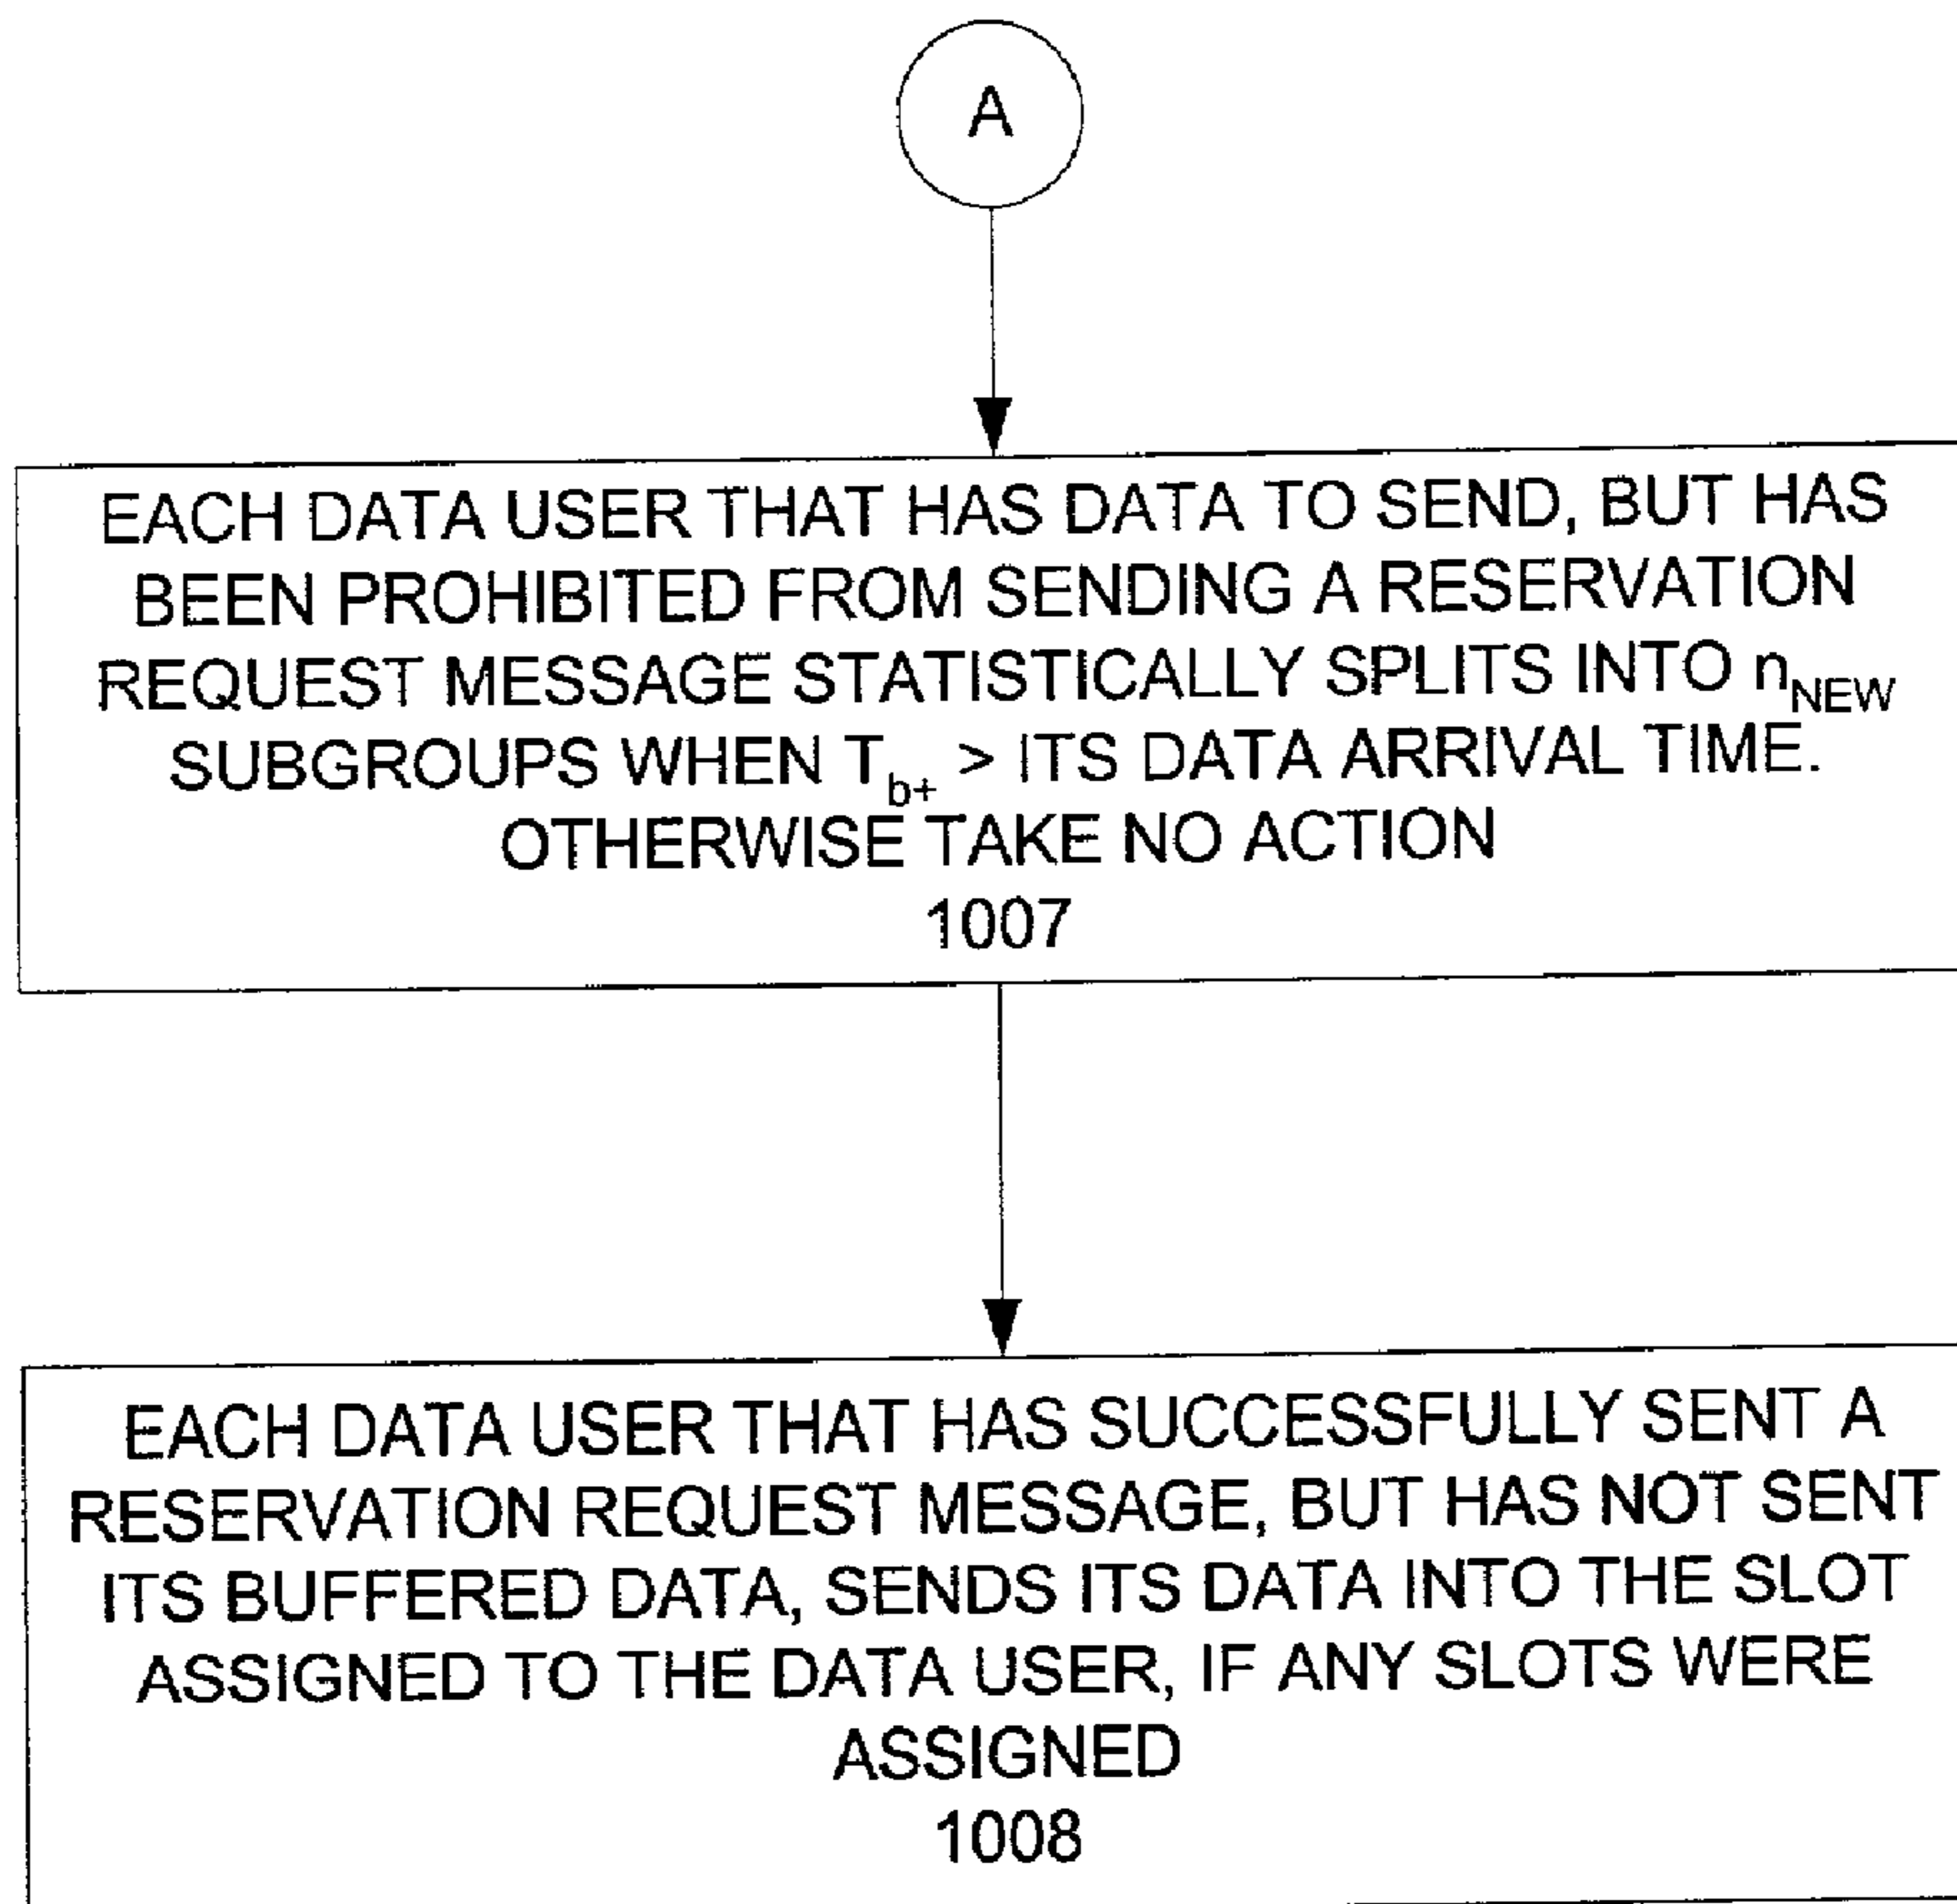 A
EACH DATA USER THAT HAS DATA TO SEND, BUT HAS
BEEN PROHIBITED FROM SENDING A RESERVATION
REQUEST MESSAGE STATISTICALLY SPLITS INTO n_NEW
SUBGROUPS WHEN T_b+ > ITS DATA ARRIVAL TIME.
OTHERWISE TAKE NO ACTION
1007
EACH DATA USER THAT HAS SUCCESSFULLY SENT A
RESERVATION REQUEST MESSAGE, BUT HAS NOT SENT
ITS BUFFERED DATA, SENDS ITS DATA INTO THE SLOT
ASSIGNED TO THE DATA USER, IF ANY SLOTS WERE
ASSIGNED
1008